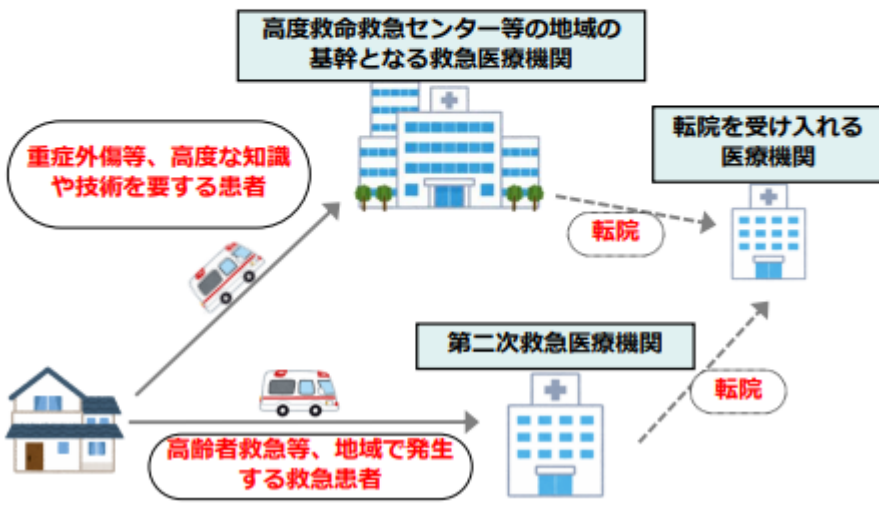 高度救命救急センター等の地域の
基幹となる救急医療機関
転院を受け入れる
医療機関
重症外傷等、高度な知識
や技術を要する患者
転院
第二次救急医療機関
転院
高齢者救急等、地域で発生
する救急患者